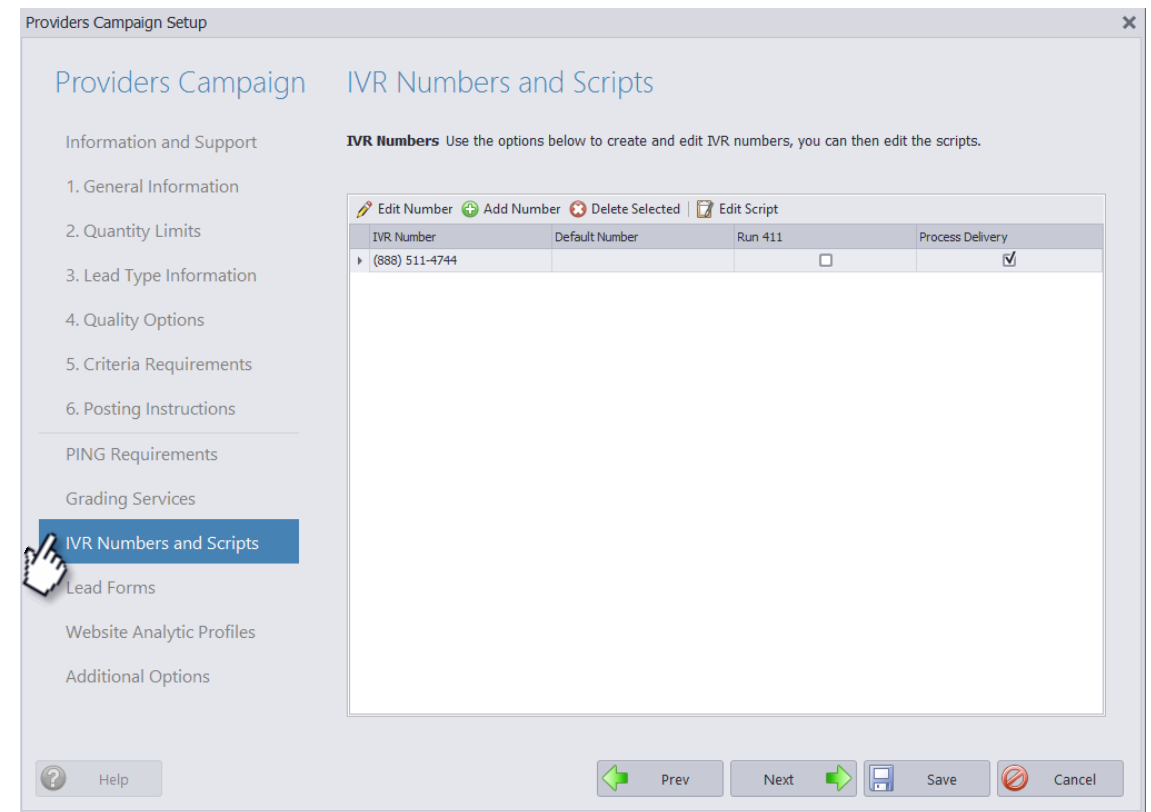 Providers Campaign Setup
Providers Campaign
Information and Support
1. General Information
2. Quantity Limits
3. Lead Type Information
4. Quality Options
5. Criteria Requirements
6. Posting Instructions
PING Requirements
Grading Services
IVR Numbers and Scripts
Lead Forms
Website Analytic Profiles
Additional Options
IVR Numbers and Scripts
IVR Numbers Use the options below to create and edit IVR numbers, you can then edit the scripts.
Edit Number Add Number Delete Selected Edit Script
IVR Number Default Number Run 411 Process Delivery
(888) 511-4744
Help Prev Next Save Cancel